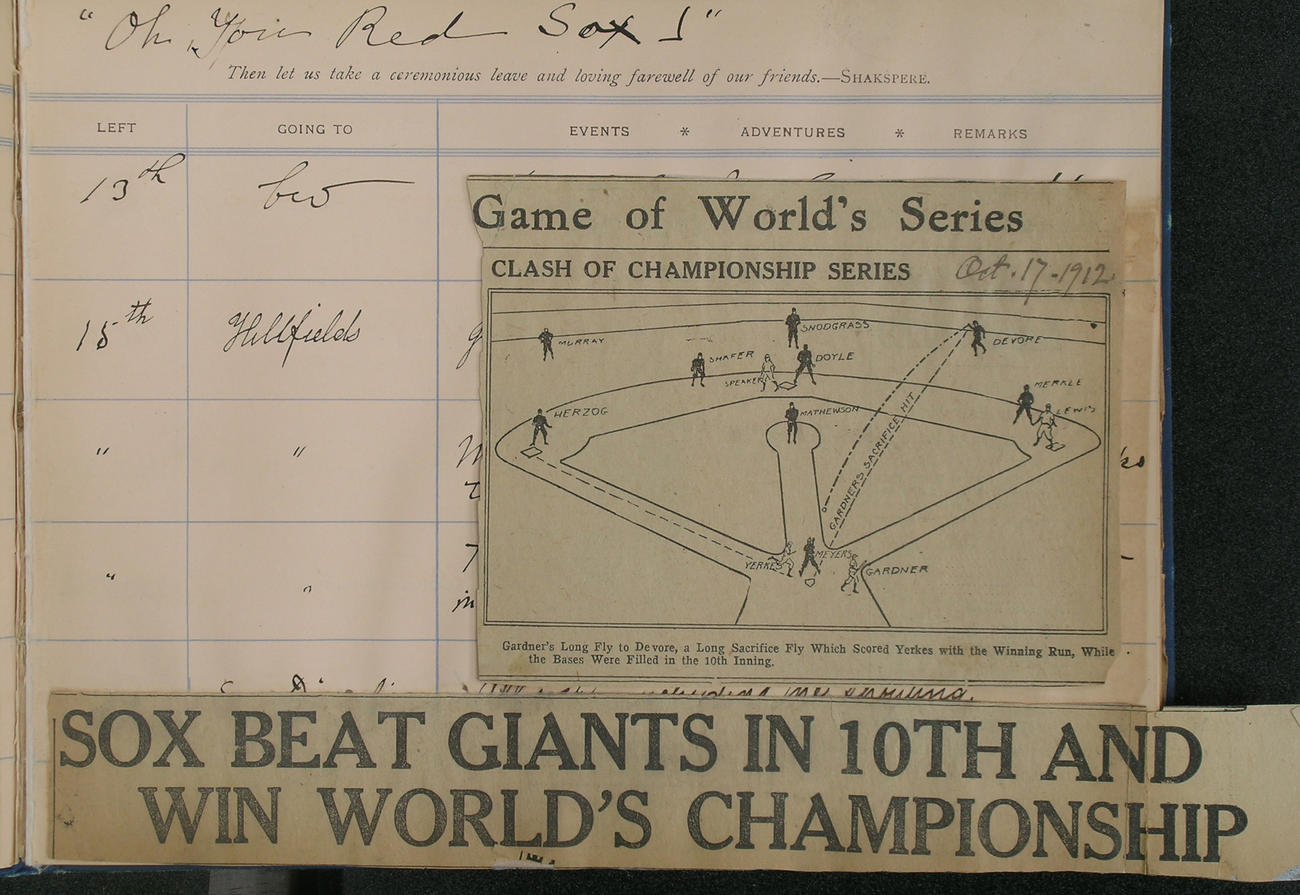 "Oh, You Red Sox!"
Then let us take a ceremonious leave and loving farewell of our friends.—SHAKSPERE.
LEFT GOING TO EVENTS * ADVENTURES * REMARKS
13th
15th Hillfields
" "
" "
in
Game of World's Series
CLASH OF CHAMPIONSHIP SERIES Oct. 17-1912
SNODGRASS
MURRAY
DEVORE
SHAFER
DOYLE
SPEAKER
MERKLE
LEWIS
HERZOG
MATHEWSON
GARDNERS SACRIFICE HIT
YERKES
MEYERS
GARDNER
Gardner's Long Fly to Devore, a Long Sacrifice Fly Which Scored Yerkes with the Winning Run, While
the Bases Were Filled in the 10th Inning.
SOX BEAT GIANTS IN 10TH AND
WIN WORLD'S CHAMPIONSHIP